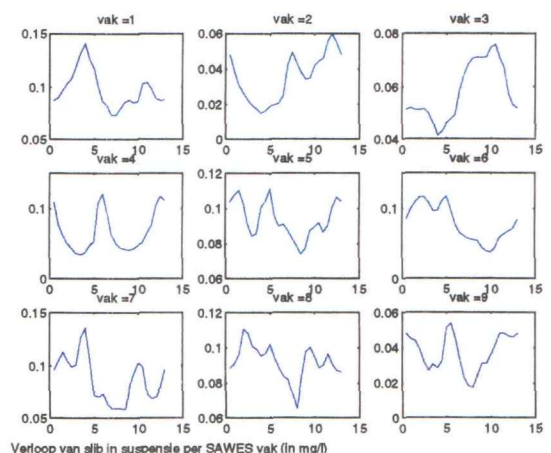 vak =1
vak =2
vak =3
0.15
0.1
0.05
0 5 10 15
0.06
0.04
0.02
0
0 5 10 15
0.08
0.06
0.04
0 5 10 15
vak =4
vak =5
vak =6
0.1
0
0 5 10 15
0.12
0.1
0.08
0.06
0 5 10 15
0.1
0
0 5 10 15
vak =7
vak =8
vak =9
0.15
0.1
0.05
0 5 10 15
0.12
0.1
0.08
0.06
0 5 10 15
0.06
0.04
0.02
0
0 5 10 15
Verloop van slib in suspensie per SAWES vak (in mg/l)